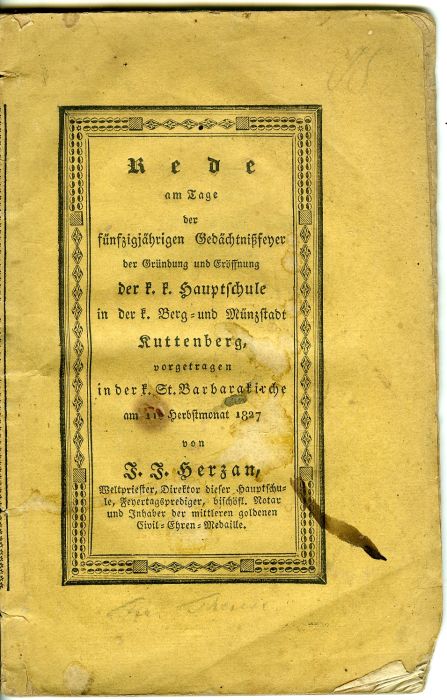 Rede
am Tage
der
fünfzigjährigen Gedächtnißfeyer
der Gründung und Eröffnung
der k. k. Hauptschule
in der k. Berg- und Münzstadt
Kuttenberg,
vorgetragen
in der k. St. Barbarakirche
am Herbstmonat 1827
von
J. J. Herzan,
Weltpriester, Direktor dieser Hauptschu-
le, Feyertagsprediger, bischöfl. Notar
und Inhaber der mittleren goldenen
Civil-Ehren-Medaille.